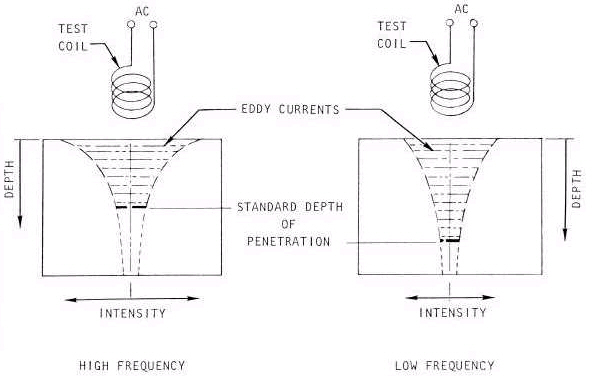 AC
TEST
COIL
AC
TEST
COIL
EDDY CURRENTS
DEPTH
DEPTH
STANDARD DEPTH
OF
PENETRATION
INTENSITY
INTENSITY
HIGH FREQUENCY
LOW FREQUENCY